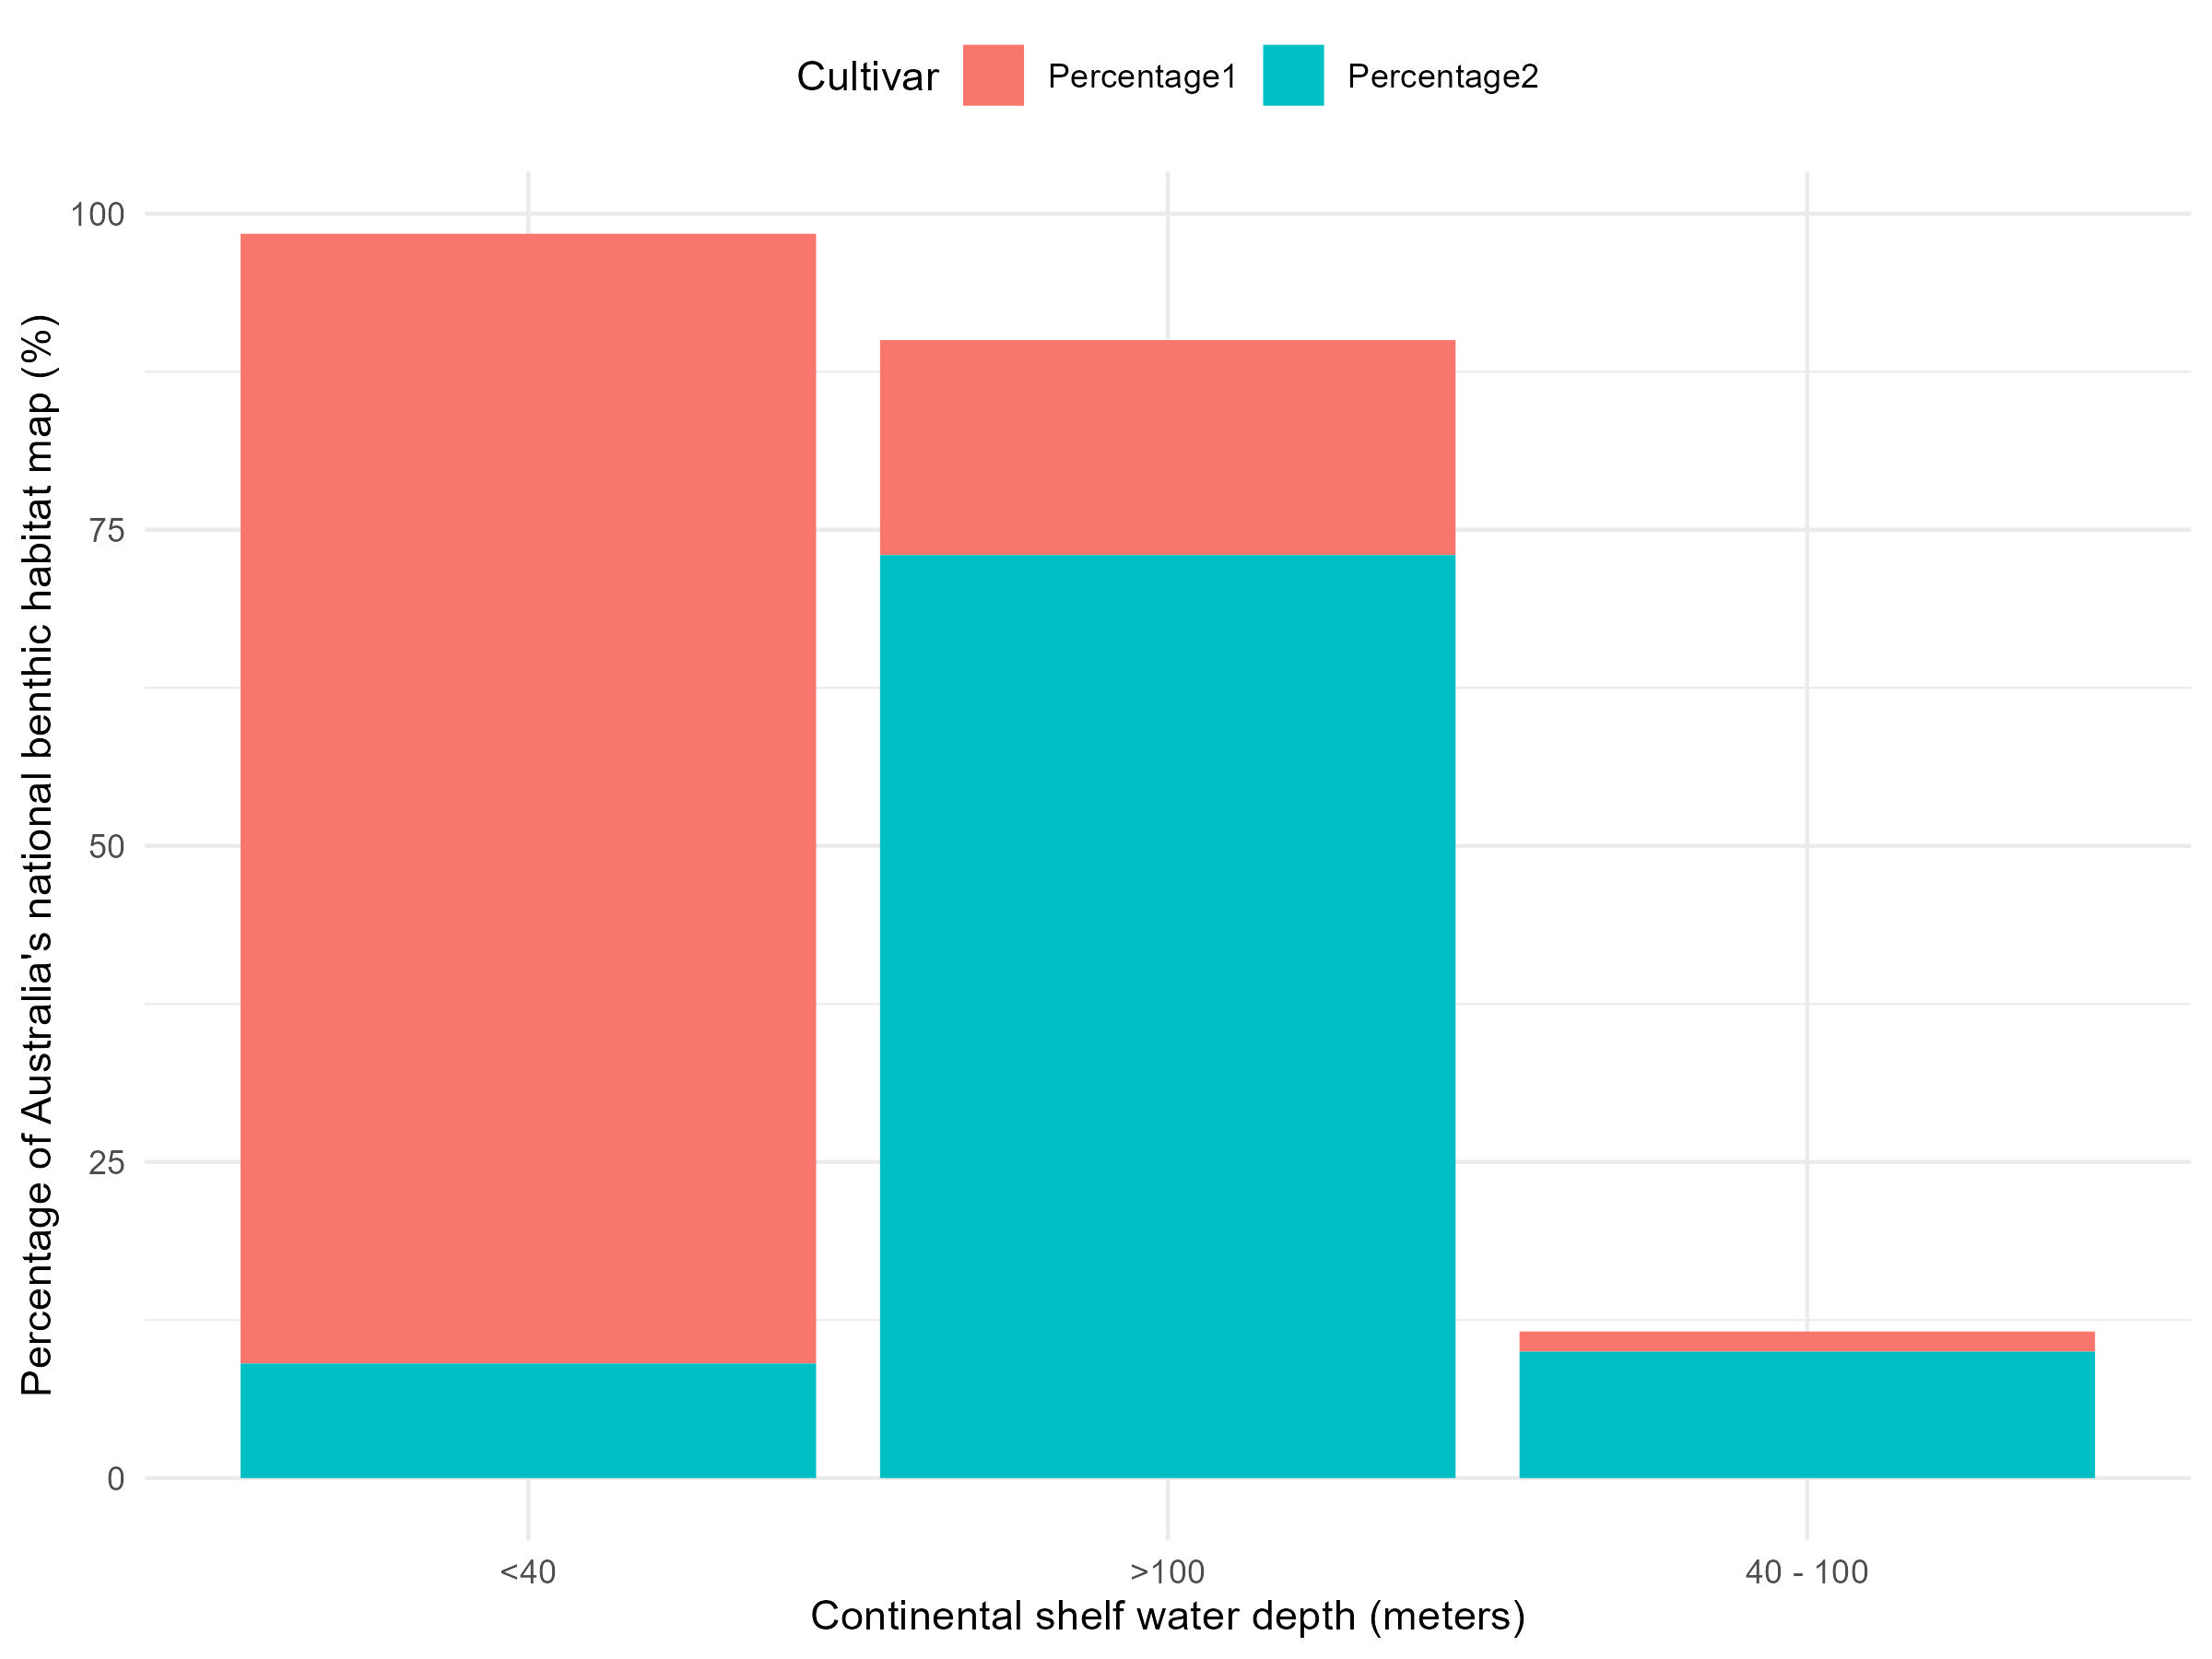 Cultivar Percentage1 Percentage2
100
75
50
25
0
Percentage of Australia's national benthic habitat map (%)
<40 >100 40 - 100
Continental shelf water depth (meters)